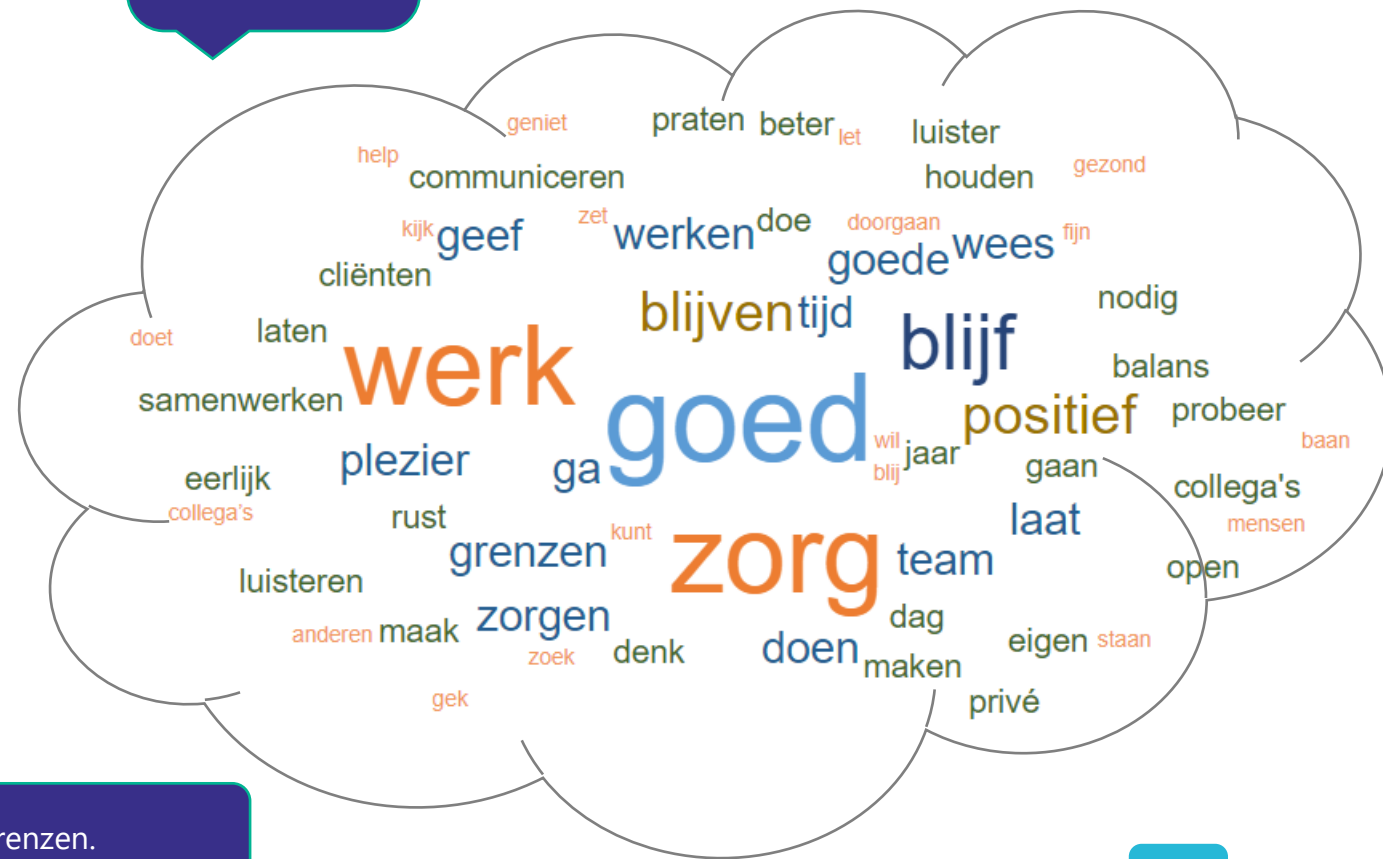 geniet
praten
beter
let
luister
help
communiceren
houden
gezond
kijk
geef
zet
werken
doe
doorgaan
goede
wees
fijn
cliënten
blijven
tijd
nodig
doet
laten
werk
blijf
balans
samenwerken
goed
positief
probeer
wil
baan
eerlijk
plezier
ga
blij
jaar
gaan
collega's
collega’s
rust
kunt
laat
mensen
grenzen
zorg
team
open
luisteren
zorgen
dag
anderen
maak
zoek
denk
doen
maken
eigen
staan
gek
privé
renzen.